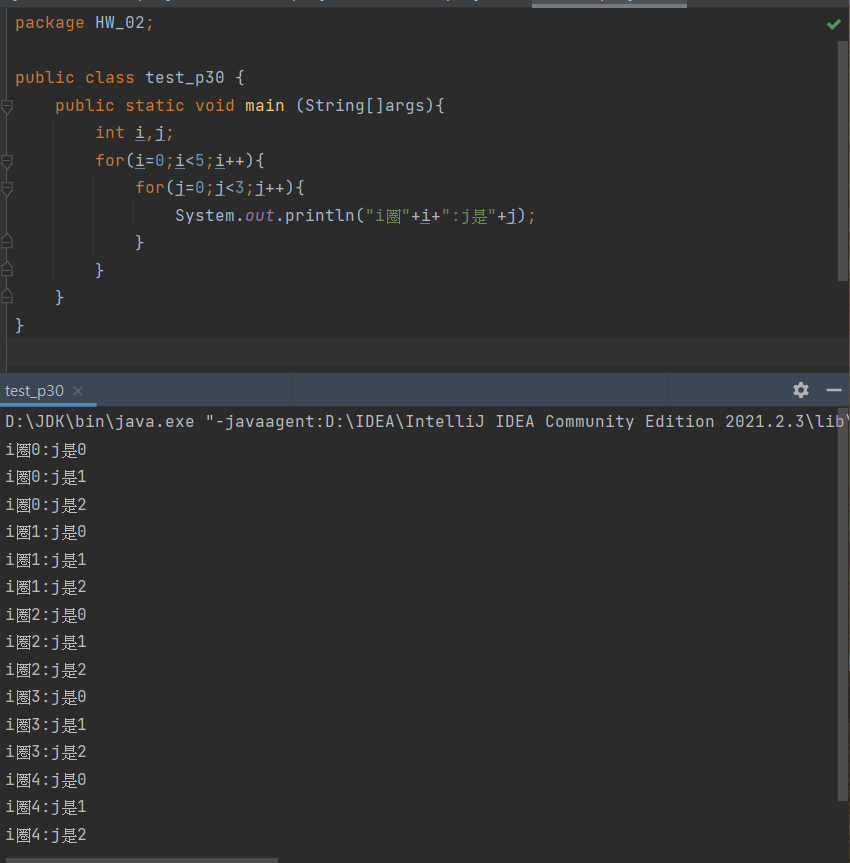 package HW_02;
public class test_p30 {
    public static void main (String[]args){
        int i,j;
        for(i=0;i<5;i++){
            for(j=0;j<3;j++){
                System.out.println("i圈"+i+":j是"+j);
            }
        }
    }
}
test_p30
D:\JDK\bin\java.exe "-javaagent:D:\IDEA\IntelliJ IDEA Community Edition 2021.2.3\lib\
i圈0:j是0
i圈0:j是1
i圈0:j是2
i圈1:j是0
i圈1:j是1
i圈1:j是2
i圈2:j是0
i圈2:j是1
i圈2:j是2
i圈3:j是0
i圈3:j是1
i圈3:j是2
i圈4:j是0
i圈4:j是1
i圈4:j是2